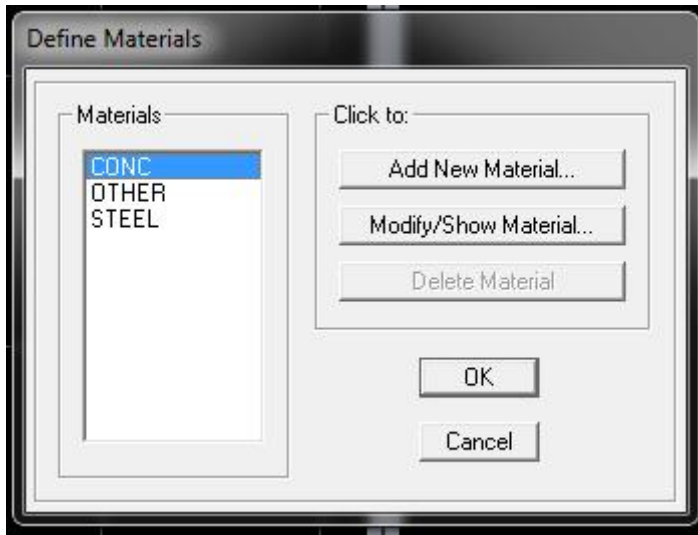 Define Materials
Materials
CONC
OTHER
STEEL
Click to:
Add New Material...
Modify/Show Material...
Delete Material
OK
Cancel